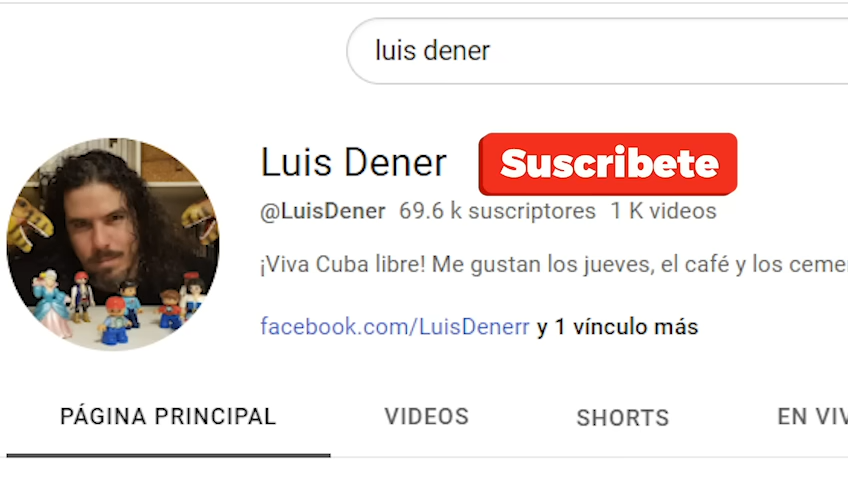 luis dener
Luis Dener Suscribete
@LuisDener 69.6 k suscriptores 1 K videos
¡Viva Cuba libre! Me gustan los jueves, el café y los
facebook.com/LuisDenerr y 1 vínculo más
PÁGINA PRINCIPAL VIDEOS SHORTS EN